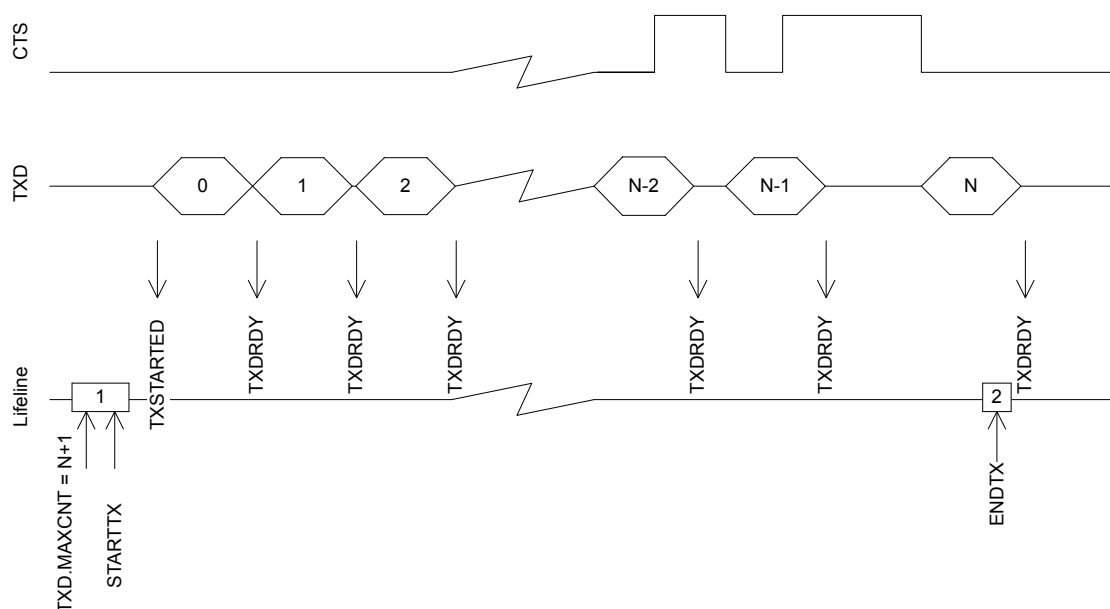 CTS
TXD
0
1
2
N-2
N-1
N
TXSTARTED
TXDRDY
TXDRDY
TXDRDY
TXDRDY
TXDRDY
TXDRDY
Lifeline
1
2
TXD.MAXCNT = N+1
STARTTX
ENDTX